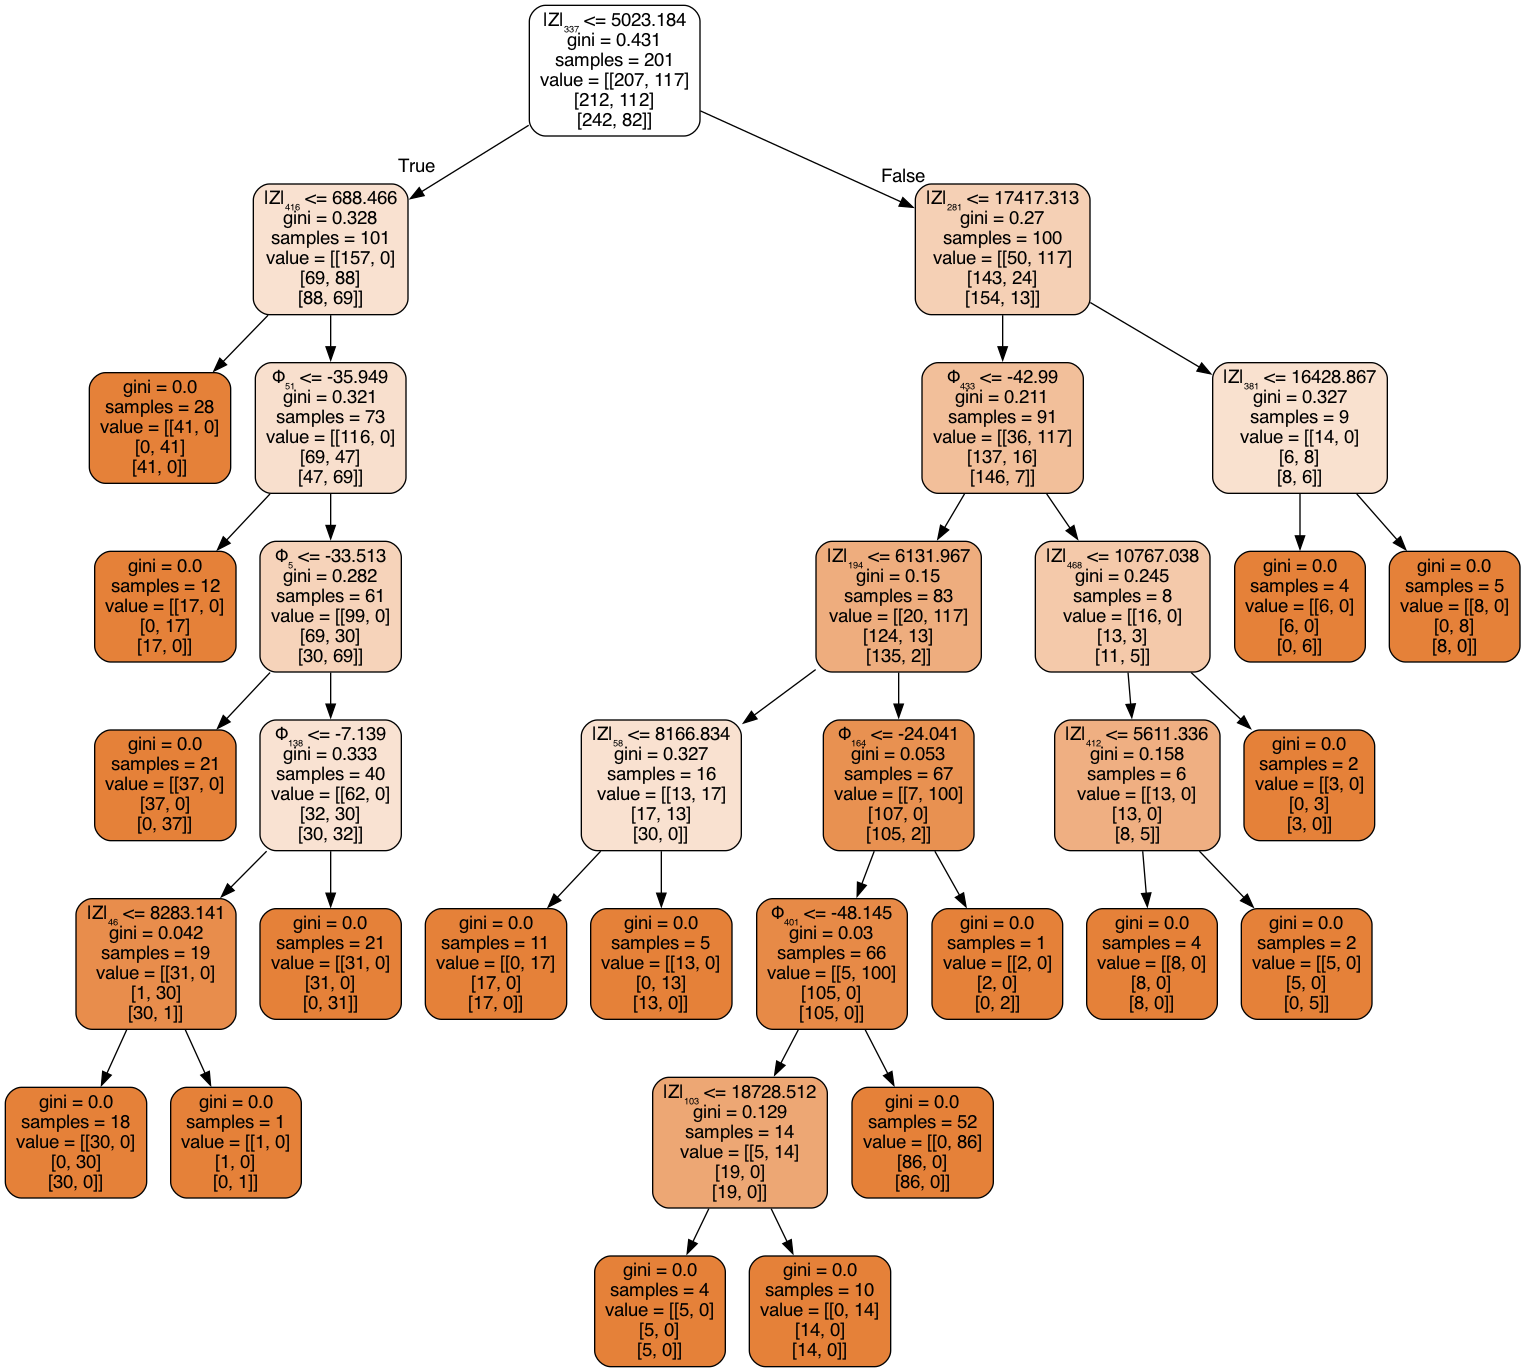 |Z|₃₃₇ <= 5023.184
gini = 0.431
samples = 201
value = [[207, 117]
[212, 112]
[242, 82]]
True
False
|Z|₄₁₆ <= 688.466
gini = 0.328
samples = 101
value = [[157, 0]
[69, 88]
[88, 69]]
|Z|₂₈₁ <= 17417.313
gini = 0.27
samples = 100
value = [[50, 117]
[143, 24]
[154, 13]]
gini = 0.0
samples = 28
value = [[41, 0]
[0, 41]
[41, 0]]
Φ₅₁ <= -35.949
gini = 0.321
samples = 73
value = [[116, 0]
[69, 47]
[47, 69]]
Φ₄₃₃ <= -42.99
gini = 0.211
samples = 91
value = [[36, 117]
[137, 16]
[146, 7]]
|Z|₃₈₁ <= 16428.867
gini = 0.327
samples = 9
value = [[14, 0]
[6, 8]
[8, 6]]
gini = 0.0
samples = 12
value = [[17, 0]
[0, 17]
[17, 0]]
Φ₅ <= -33.513
gini = 0.282
samples = 61
value = [[99, 0]
[69, 30]
[30, 69]]
|Z|₁₉₄ <= 6131.967
gini = 0.15
samples = 83
value = [[20, 117]
[124, 13]
[135, 2]]
|Z|₄₆₈ <= 10767.038
gini = 0.245
samples = 8
value = [[16, 0]
[13, 3]
[11, 5]]
gini = 0.0
samples = 4
value = [[6, 0]
[6, 0]
[0, 6]]
gini = 0.0
samples = 5
value = [[8, 0]
[0, 8]
[8, 0]]
gini = 0.0
samples = 21
value = [[37, 0]
[37, 0]
[0, 37]]
Φ₁₃₈ <= -7.139
gini = 0.333
samples = 40
value = [[62, 0]
[32, 30]
[30, 32]]
|Z|₅₈ <= 8166.834
gini = 0.327
samples = 16
value = [[13, 17]
[17, 13]
[30, 0]]
Φ₁₆₄ <= -24.041
gini = 0.053
samples = 67
value = [[7, 100]
[107, 0]
[105, 2]]
|Z|₄₁₂ <= 5611.336
gini = 0.158
samples = 6
value = [[13, 0]
[13, 0]
[8, 5]]
gini = 0.0
samples = 2
value = [[3, 0]
[0, 3]
[3, 0]]
|Z|₄₆ <= 8283.141
gini = 0.042
samples = 19
value = [[31, 0]
[1, 30]
[30, 1]]
gini = 0.0
samples = 21
value = [[31, 0]
[31, 0]
[0, 31]]
gini = 0.0
samples = 11
value = [[0, 17]
[17, 0]
[17, 0]]
gini = 0.0
samples = 5
value = [[13, 0]
[0, 13]
[13, 0]]
Φ₄₀₁ <= -48.145
gini = 0.03
samples = 66
value = [[5, 100]
[105, 0]
[105, 0]]
gini = 0.0
samples = 1
value = [[2, 0]
[2, 0]
[0, 2]]
gini = 0.0
samples = 4
value = [[8, 0]
[8, 0]
[8, 0]]
gini = 0.0
samples = 2
value = [[5, 0]
[5, 0]
[0, 5]]
gini = 0.0
samples = 18
value = [[30, 0]
[0, 30]
[30, 0]]
gini = 0.0
samples = 1
value = [[1, 0]
[1, 0]
[0, 1]]
|Z|₁₀₃ <= 18728.512
gini = 0.129
samples = 14
value = [[5, 14]
[19, 0]
[19, 0]]
gini = 0.0
samples = 52
value = [[0, 86]
[86, 0]
[86, 0]]
gini = 0.0
samples = 4
value = [[5, 0]
[5, 0]
[5, 0]]
gini = 0.0
samples = 10
value = [[0, 14]
[14, 0]
[14, 0]]